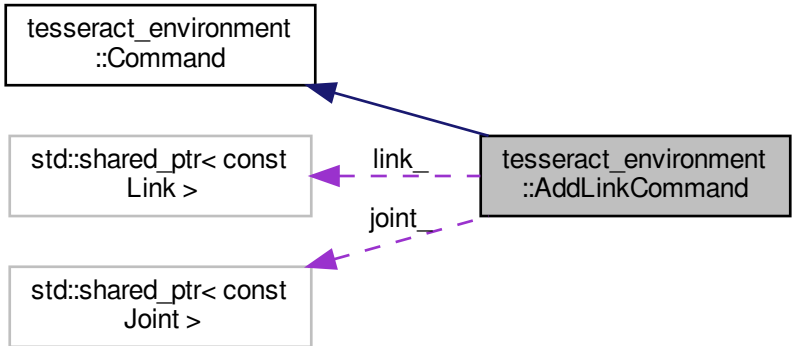 tesseract_environment
::Command
std::shared_ptr< const
Link >
link_
tesseract_environment
::AddLinkCommand
joint_
std::shared_ptr< const
Joint >